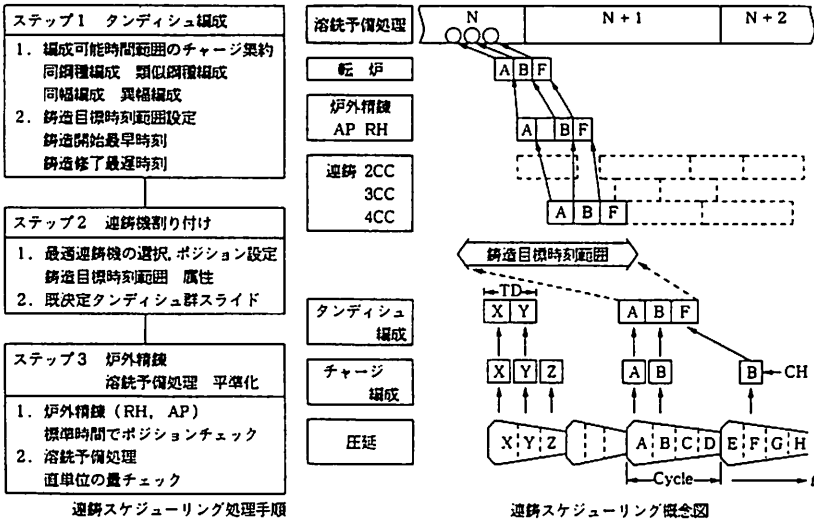 ステップ1 タンディシュ編成
1. 編成可能時間範囲のチャージ集約
同鋼種編成 類似鋼種編成
同幅編成 異幅編成
2. 鋳造目標時刻範囲設定
鋳造開始最早時刻
鋳造修了最遅時刻
ステップ2 連鋳機割り付け
1. 最適連鋳機の選択,ポジション設定
鋳造目標時刻範囲 属性
2. 既決定タンディシュ群スライド
ステップ3 炉外精錬
溶銑予備処理 平準化
1. 炉外精錬(RH, AP)
標準時間でポジションチェック
2. 溶銑予備処理
直単位の量チェック
連鋳スケジューリング処理手順
溶銑予備処理
N
N+1
N+2
転炉
A B F
炉外精錬
AP RH
A B F
連鋳 2CC
3CC
4CC
A B F
鋳造目標時刻範囲
TD
タンディシュ
編成
X Y
A B F
チャージ
編成
X Y Z
A B
B
CH
圧延
X Y Z
A B C D
E F G H
Cycle
t
連鋳スケジューリング概念図